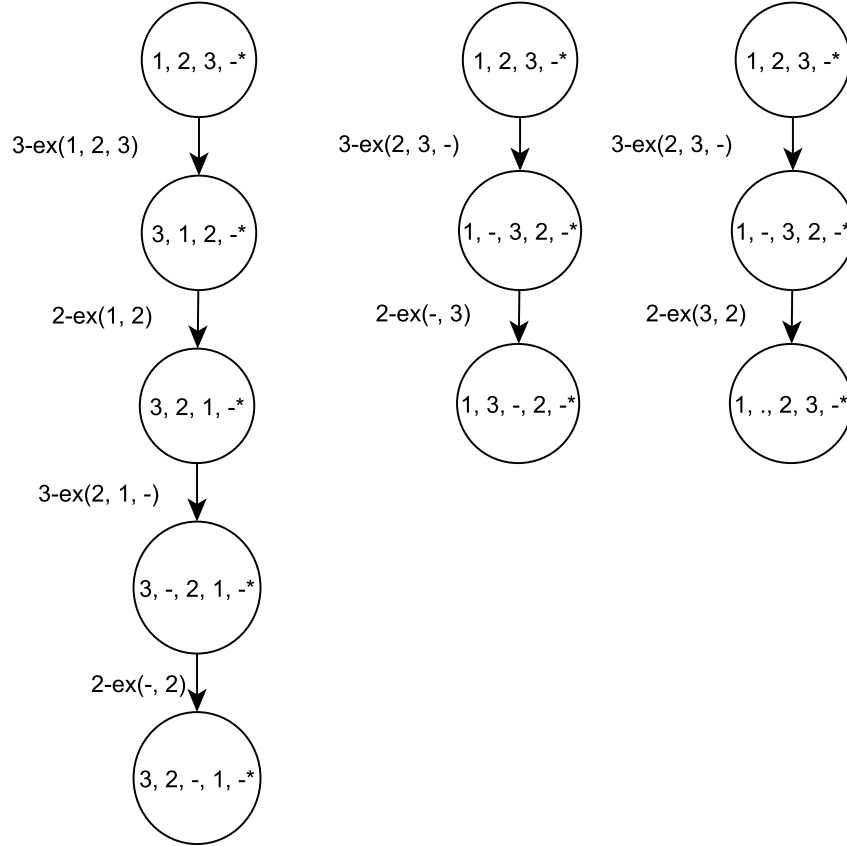 1, 2, 3, -*
3-ex(1, 2, 3)
3, 1, 2, -*
2-ex(1, 2)
3, 2, 1, -*
3-ex(2, 1, -)
3, -, 2, 1, -*
2-ex(-, 2)
3, 2, -, 1, -*
1, 2, 3, -*
3-ex(2, 3, -)
1, -, 3, 2, -*
2-ex(-, 3)
1, 3, -, 2, -*
1, 2, 3, -*
3-ex(2, 3, -)
1, -, 3, 2, -*
2-ex(3, 2)
1, ., 2, 3, -*